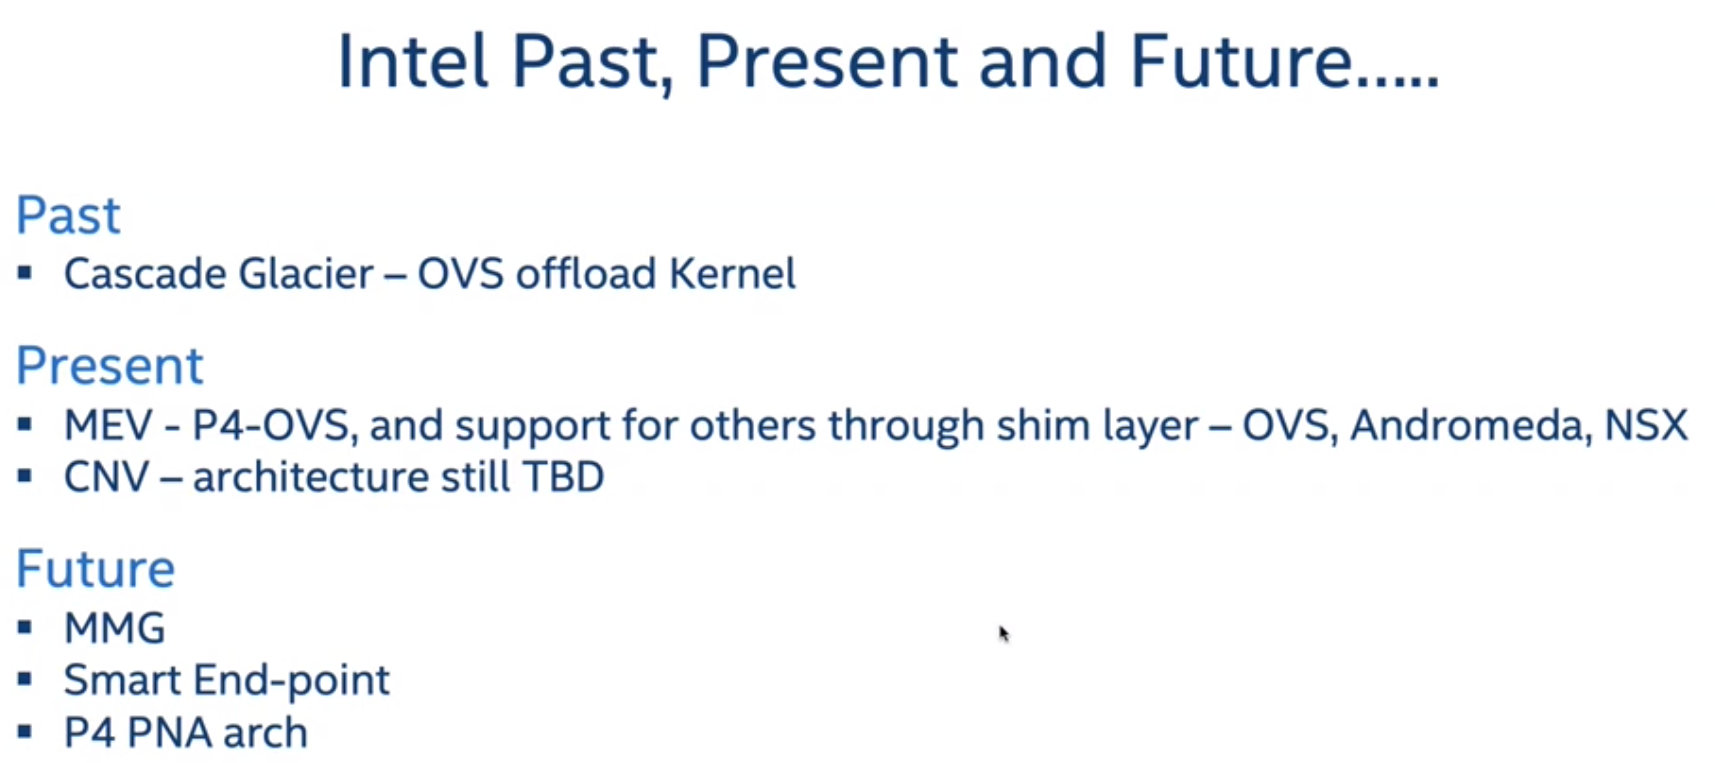 Intel Past, Present and Future.....
Past
▪ Cascade Glacier – OVS offload Kernel
Present
▪ MEV - P4-OVS, and support for others through shim layer – OVS, Andromeda, NSX
▪ CNV – architecture still TBD
Future
▪ MMG
▪ Smart End-point
▪ P4 PNA arch